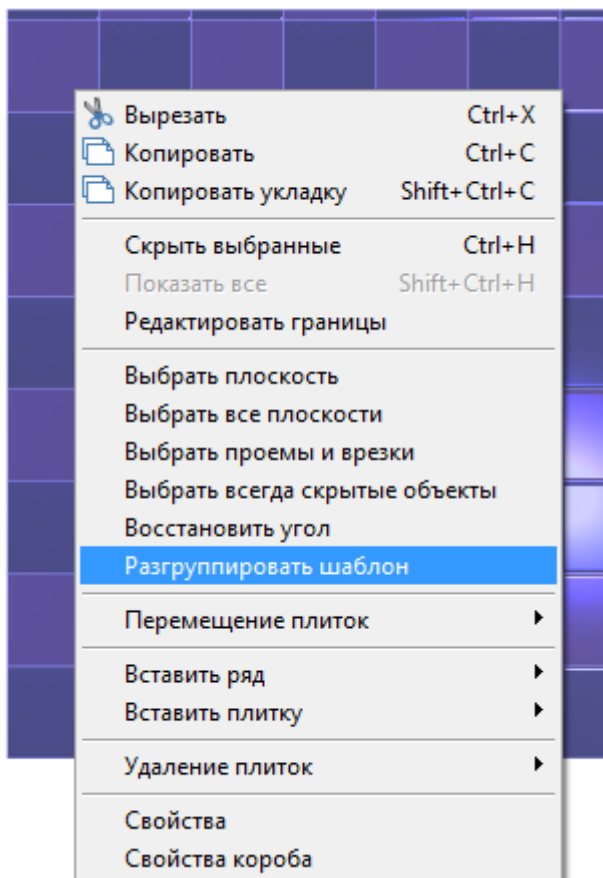 Вырезать Ctrl+X
Копировать Ctrl+C
Копировать укладку Shift+Ctrl+C
Скрыть выбранные Ctrl+H
Показать все Shift+Ctrl+H
Редактировать границы
Выбрать плоскость
Выбрать все плоскости
Выбрать проемы и врезки
Выбрать всегда скрытые объекты
Восстановить угол
Разгруппировать шаблон
Перемещение плиток
Вставить ряд
Вставить плитку
Удаление плиток
Свойства
Свойства короба